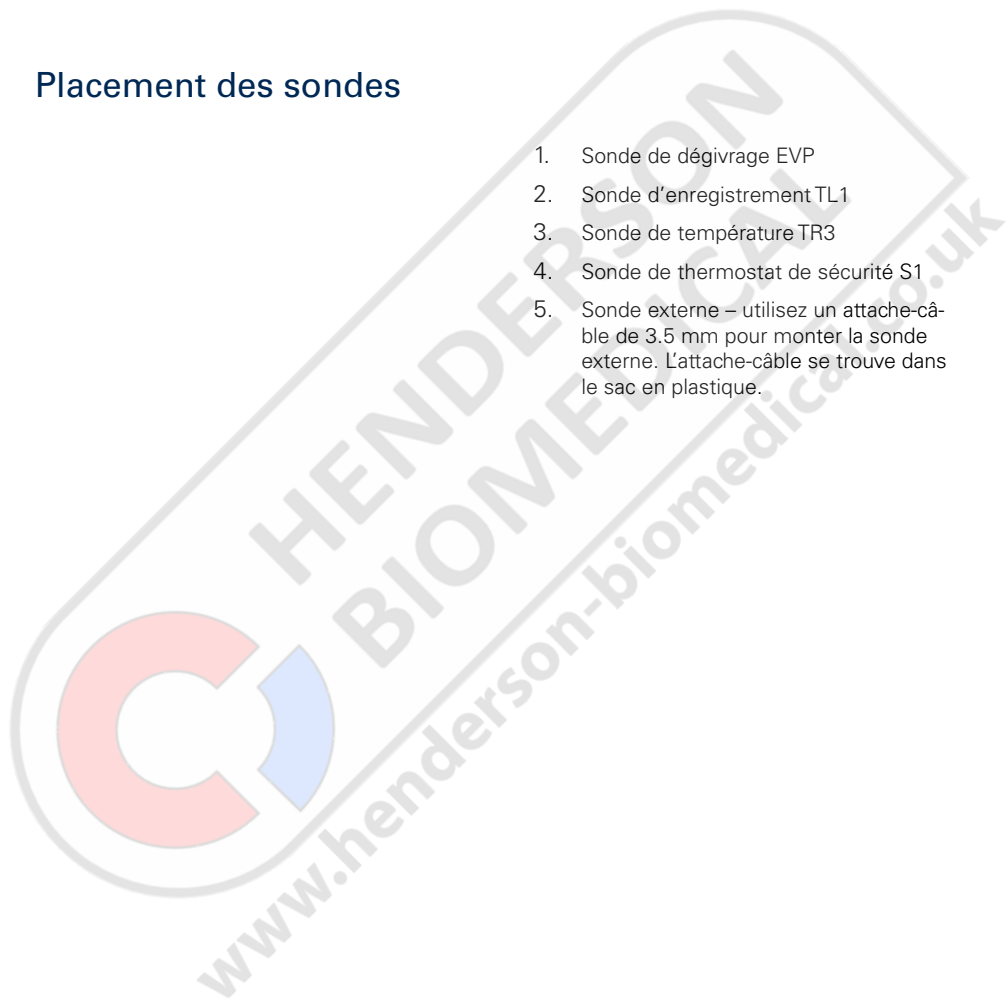 Placement des sondes
1. Sonde de dégivrage EVP
2. Sonde d'enregistrement TL1
3. Sonde de température TR3
4. Sonde de thermostat de sécurité S1
5. Sonde externe – utilisez un attache-câ-
ble de 3.5 mm pour monter la sonde
externe. L'attache-câble se trouve dans
le sac en plastique.
HENDERSON
BIOMEDICAL
www.henderson-biomedical.co.uk